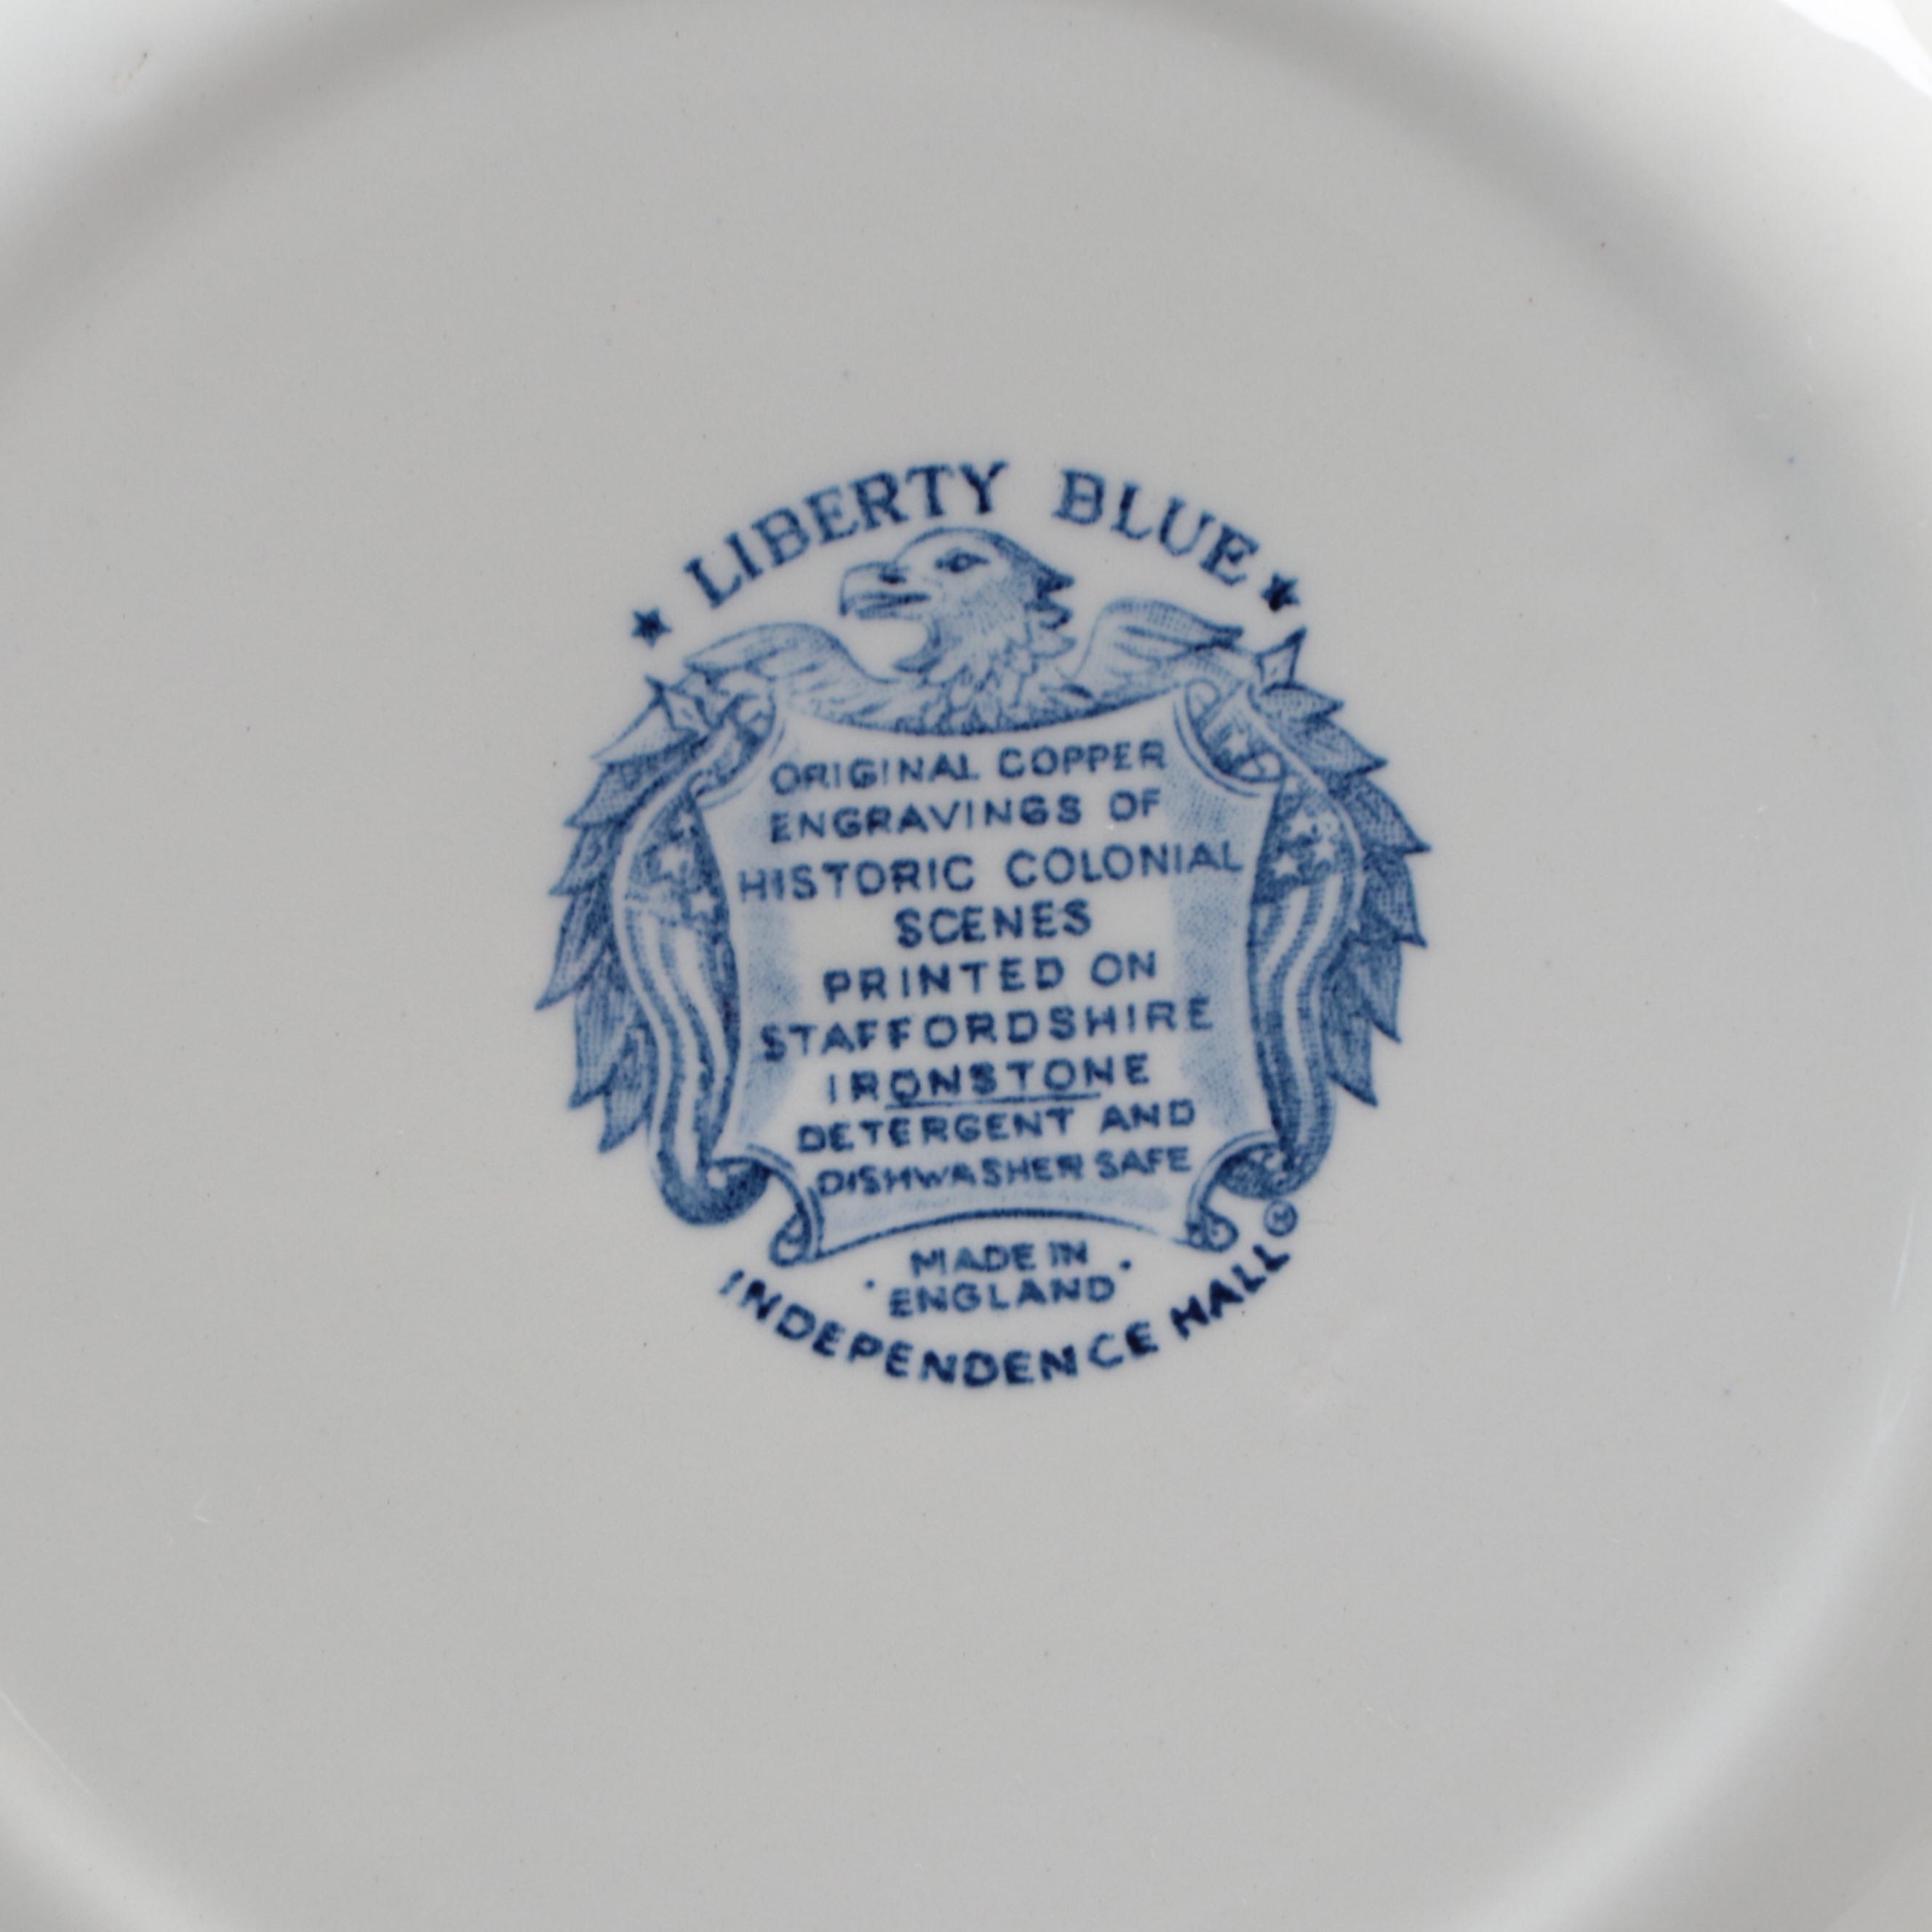 LIBERTY BLUE
ORIGINAL COPPER
ENGRAVINGS OF
HISTORIC COLONIAL
SCENES
PRINTED ON
STAFFORDSHIRE
IRONSTONE
DETERGENT AND
DISHWASHER SAFE
MADE IN
ENGLAND
INDEPENDENCE HALL